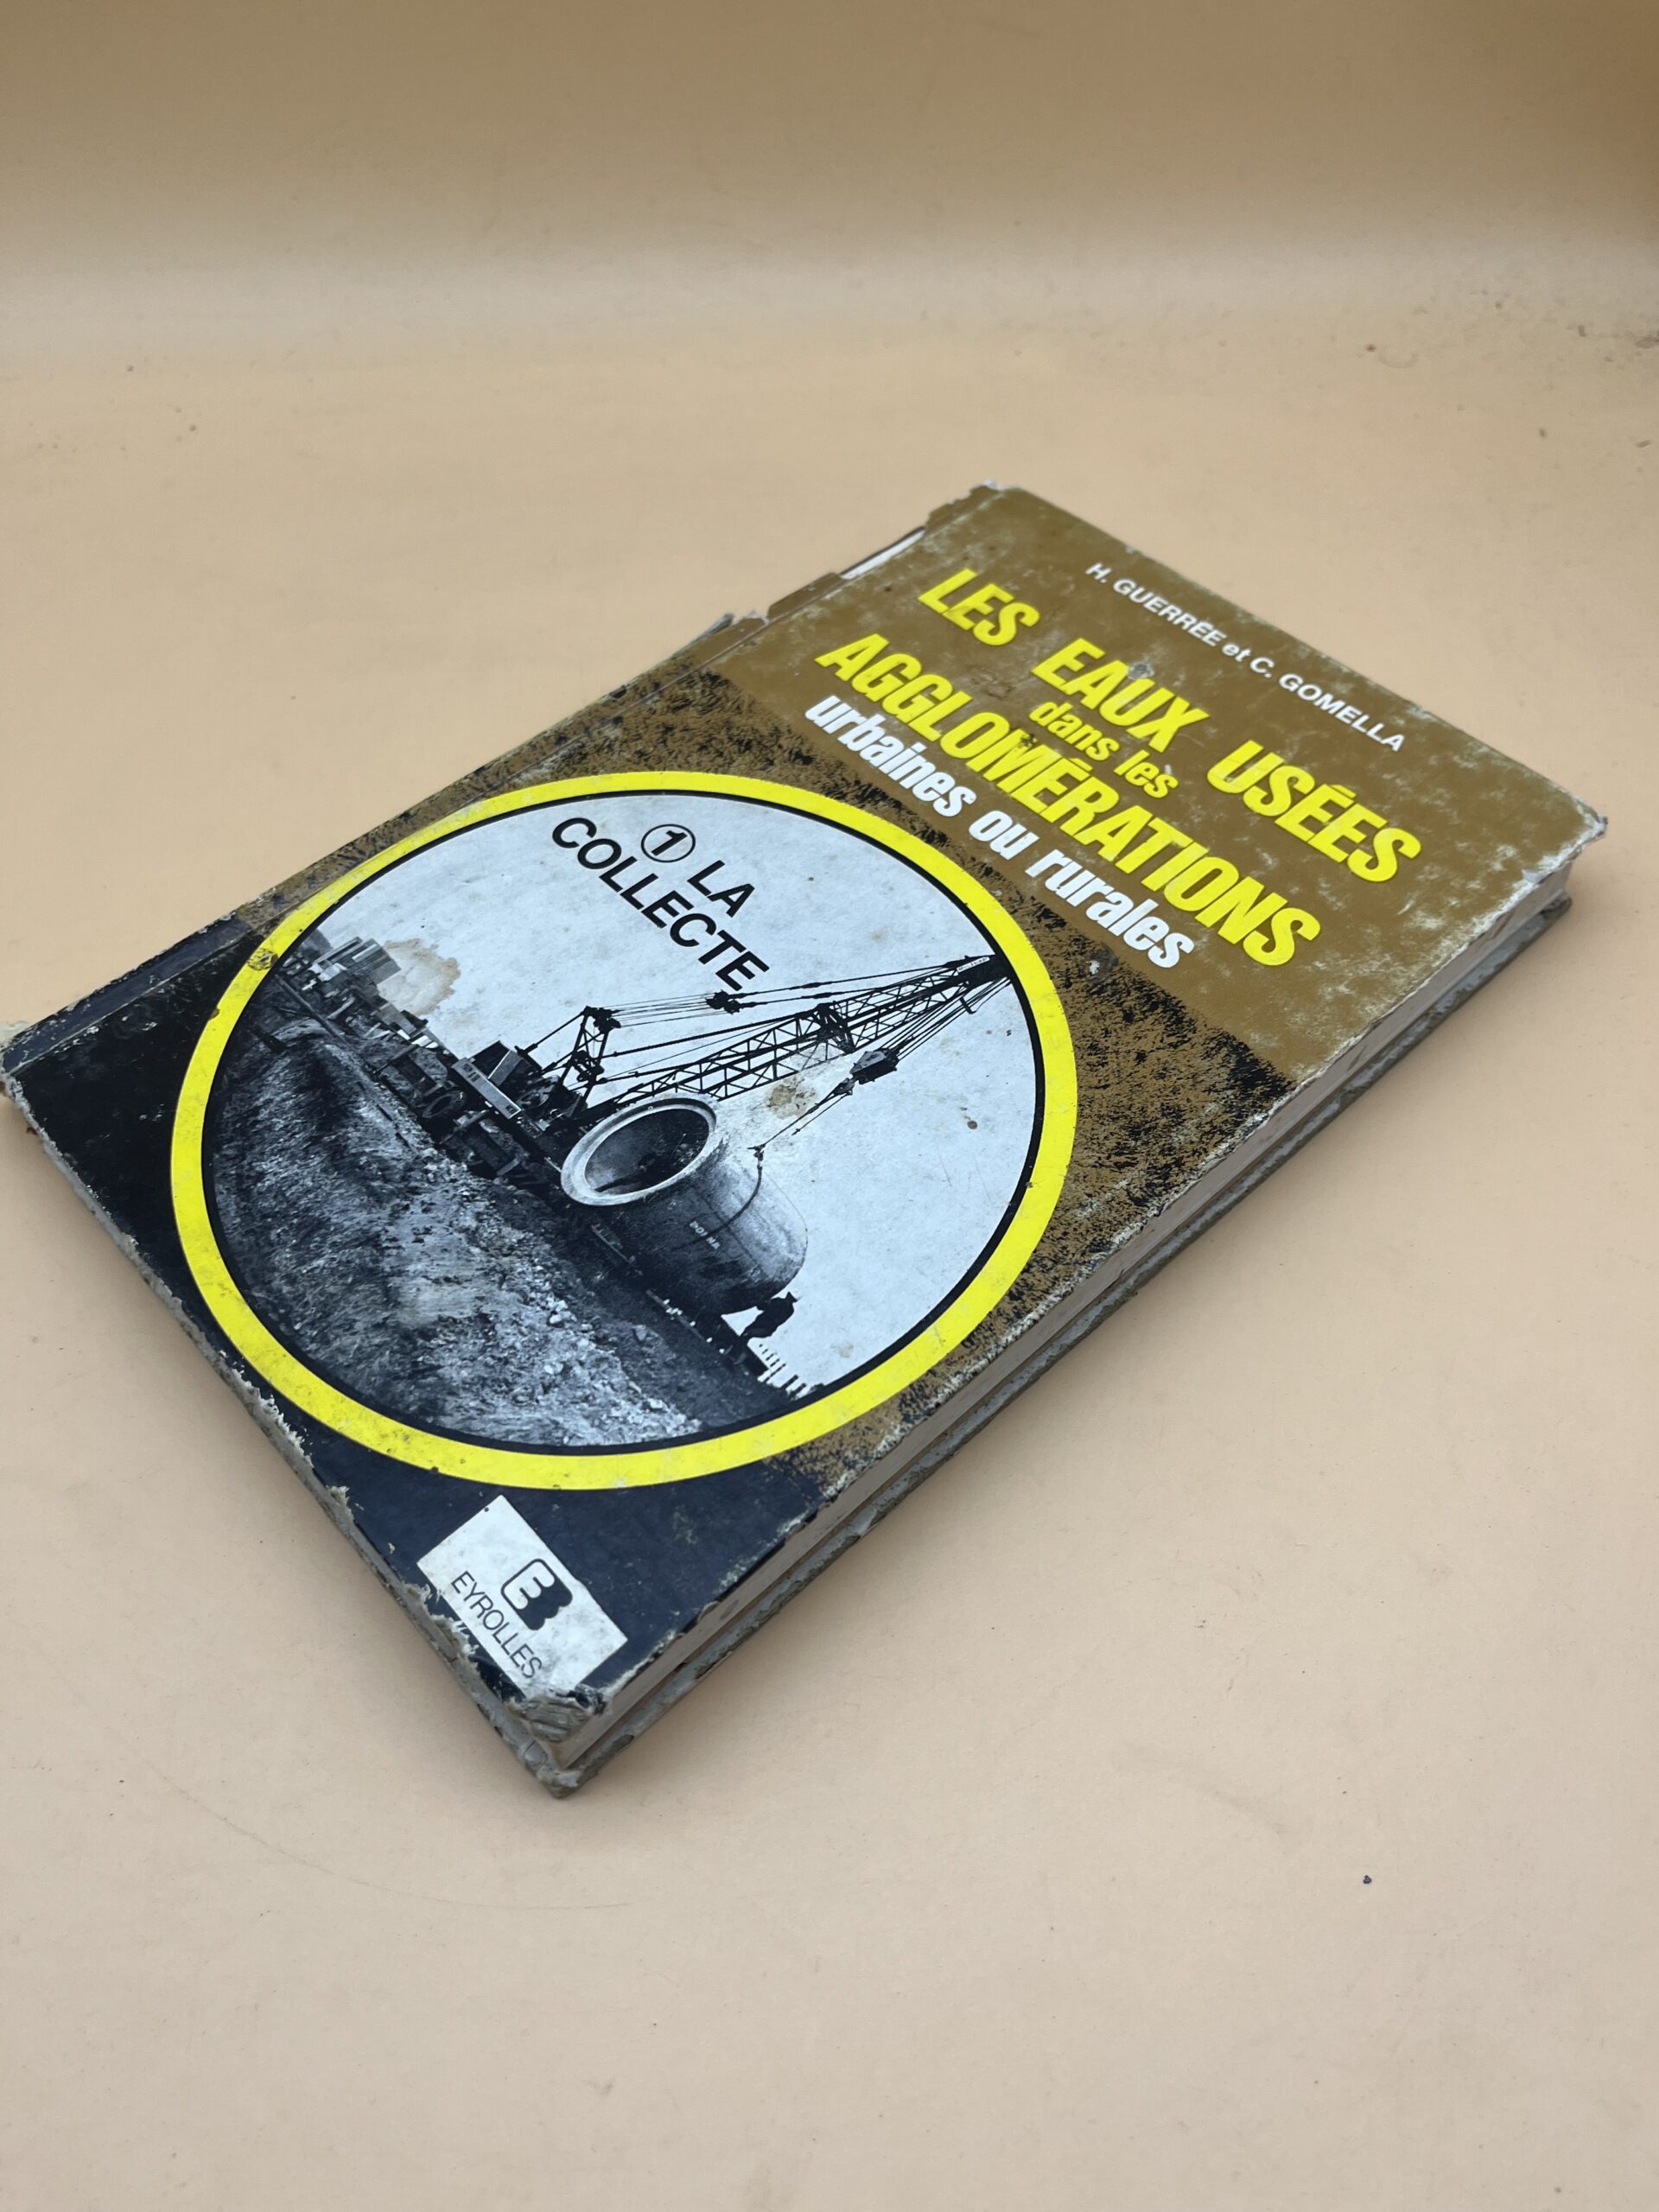 H. GUERRÉE et C. GOMELLA
LES EAUX USÉES
dans les
AGGLOMÉRATIONS
urbaines ou rurales
1 LA
COLLECTE
EYROLLES